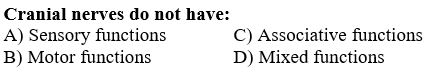 Cranial nerves do not have:
A) Sensory functions C) Associative functions
B) Motor functions D) Mixed functions